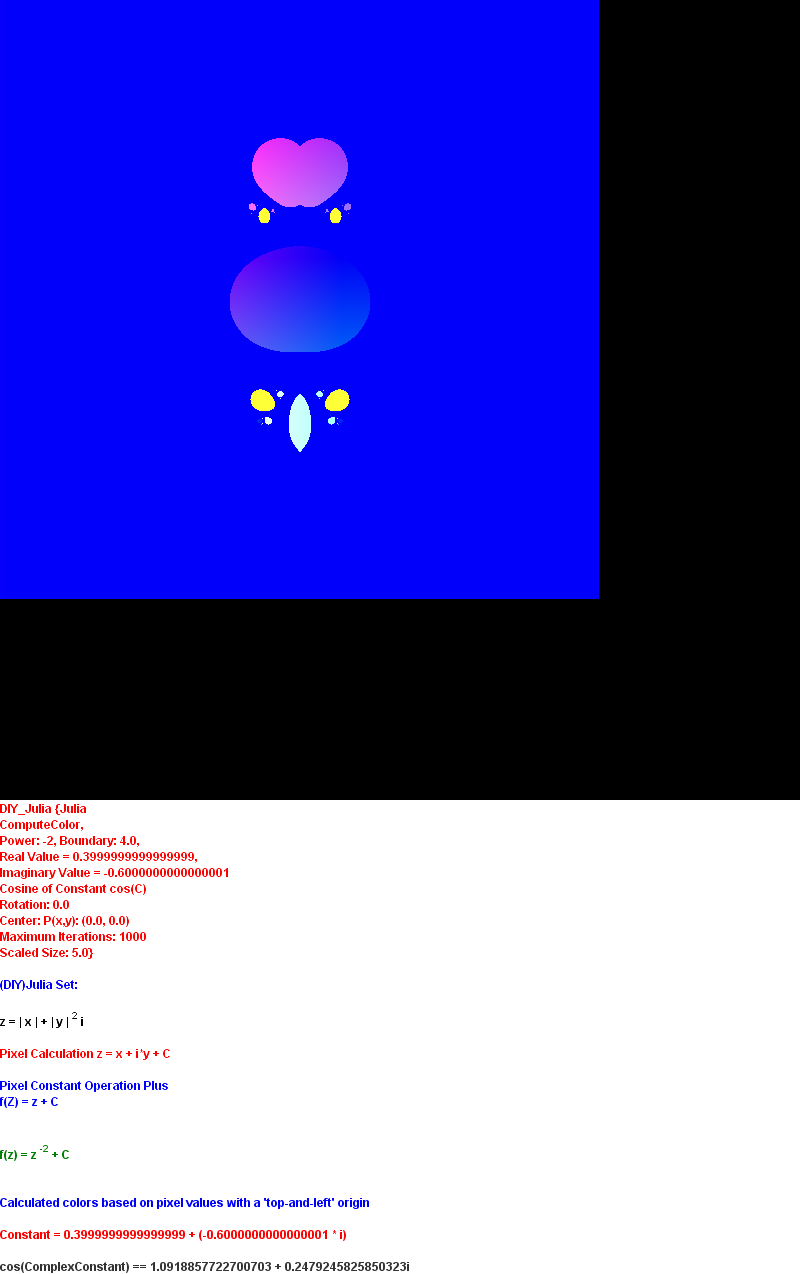 DIY_Julia {Julia
ComputeColor,
Power: -2, Boundary: 4.0,
Real Value = 0.3999999999999999,
Imaginary Value = -0.6000000000000001
Cosine of Constant cos(C)
Rotation: 0.0
Center: P(x,y): (0.0, 0.0)
Maximum Iterations: 1000
Scaled Size: 5.0}
(DIY)Julia Set:
z = | x | + | y | 2 i
Pixel Calculation z = x + i*y + C
Pixel Constant Operation Plus
f(Z) = z + C
f(z) = z -2 + C
Calculated colors based on pixel values with a 'top-and-left' origin
Constant = 0.3999999999999999 + (-0.6000000000000001 * i)
cos(ComplexConstant) == 1.0918857722700703 + 0.2479245825850323i